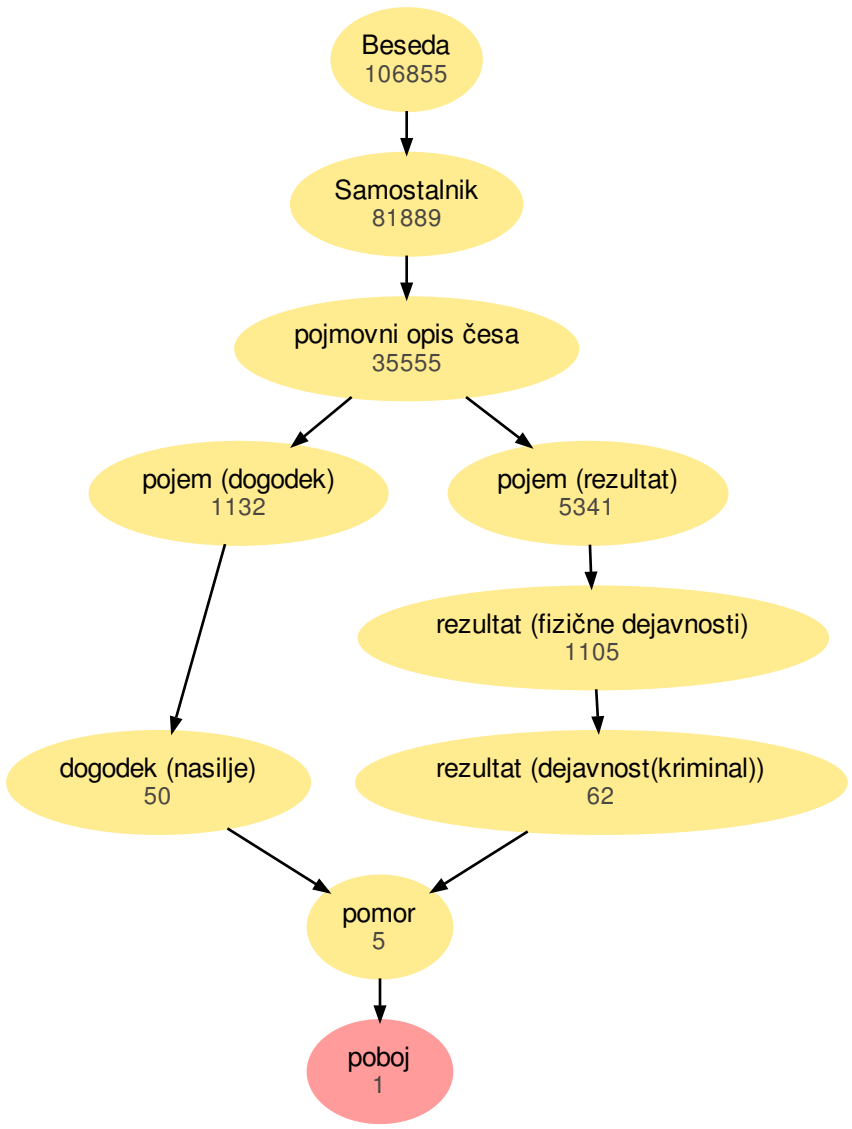 Beseda
106855
Samostalnik
81889
pojmovni opis česa
35555
pojem (dogodek)
1132
pojem (rezultat)
5341
rezultat (fizične dejavnosti)
1105
dogodek (nasilje)
50
rezultat (dejavnost(kriminal))
62
pomor
5
poboj
1